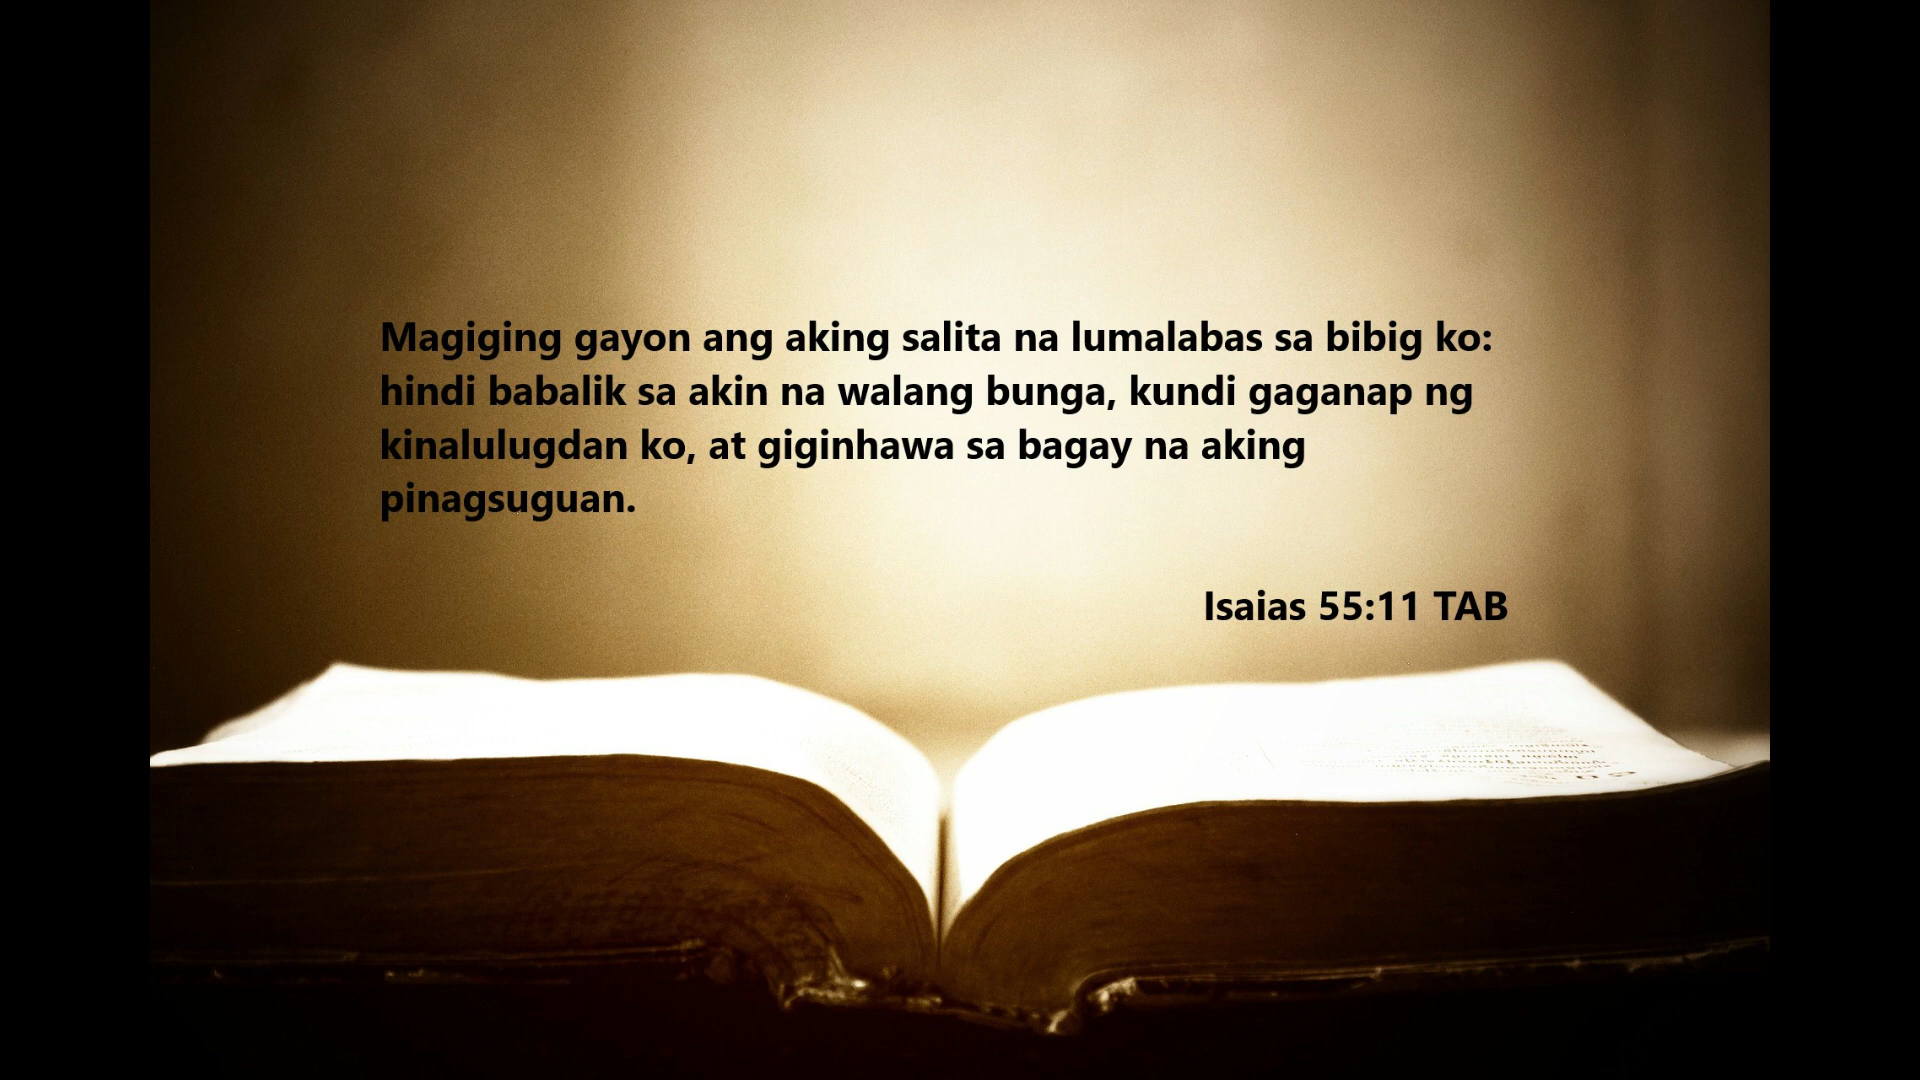 Magiging gayon ang aking salita na lumalabas sa bibig ko:
hindi babalik sa akin na walang bunga, kundi gaganap ng
kinalulugdan ko, at giginhawa sa bagay na aking
pinagsuguan.
Isaias 55:11 TAB